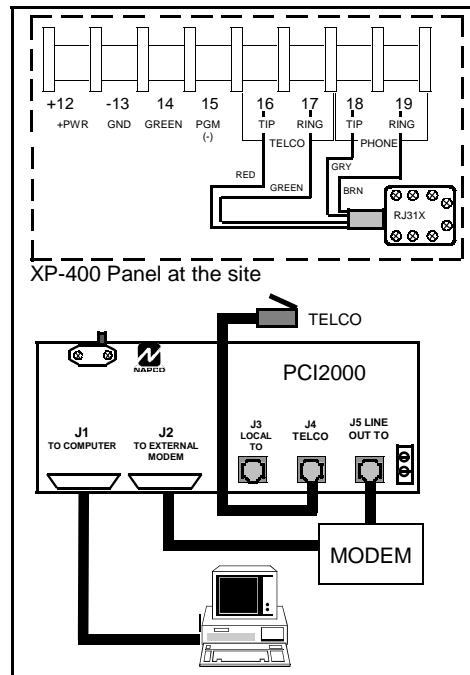 +12 -13 14 15 16 17 18 19
+PWR GND GREEN PGM TIP RING TIP RING
(-)
TELCO PHONE
RED
GREEN
GRY
BRN
RJ31X
XP-400 Panel at the site
TELCO
NAPCO
PCI2000
J1
TO COMPUTER
J2
TO EXTERNAL
MODEM
J3
LOCAL
TO
J4
TELCO
J5 LINE
OUT TO
MODEM